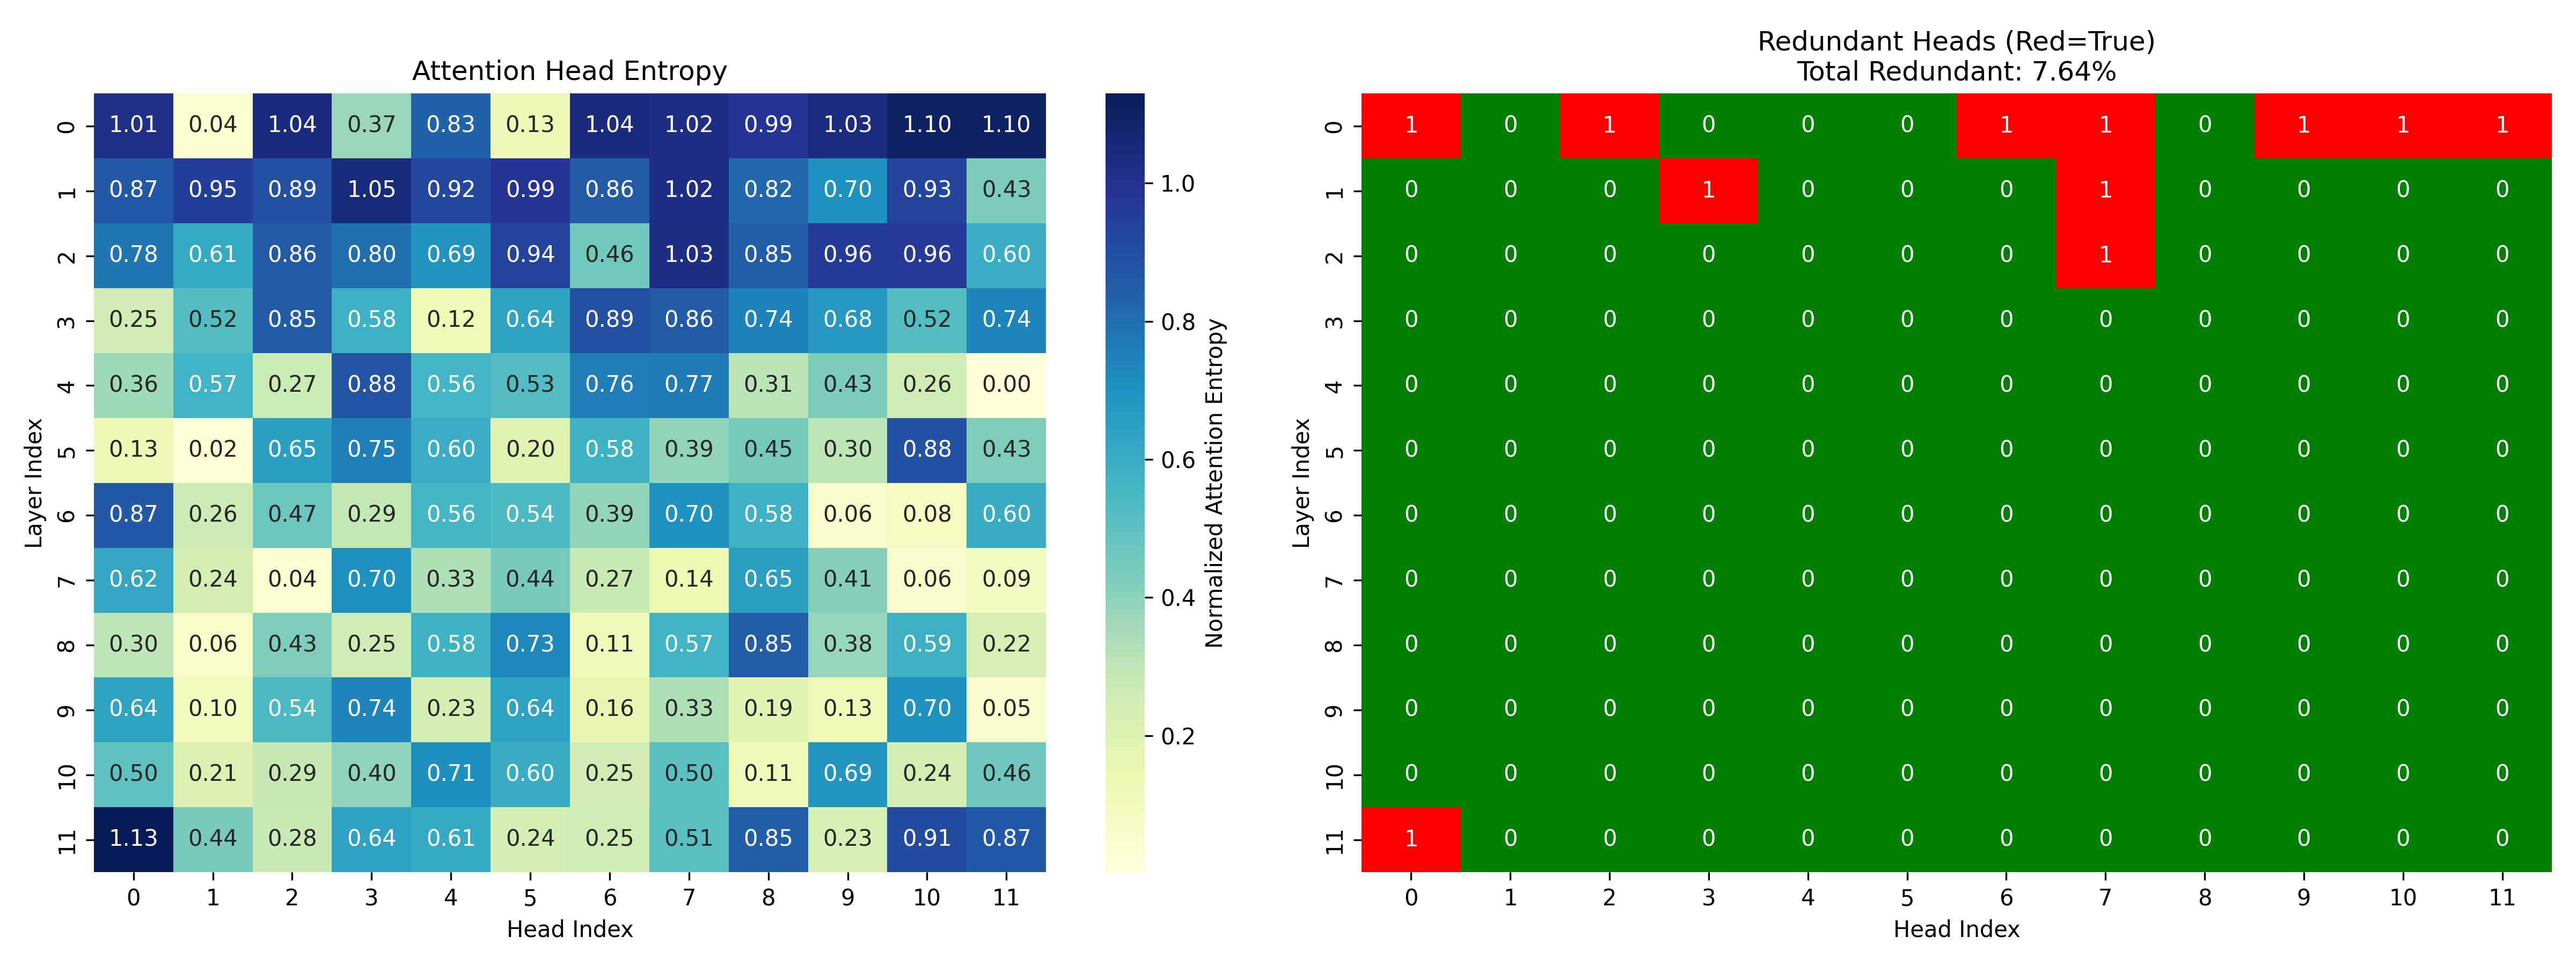 Attention Head Entropy
0 1.01 0.04 1.04 0.37 0.83 0.13 1.04 1.02 0.99 1.03 1.10 1.10
1 0.87 0.95 0.89 1.05 0.92 0.99 0.86 1.02 0.82 0.70 0.93 0.43
2 0.78 0.61 0.86 0.80 0.69 0.94 0.46 1.03 0.85 0.96 0.96 0.60
3 0.25 0.52 0.85 0.58 0.12 0.64 0.89 0.86 0.74 0.68 0.52 0.74
4 0.36 0.57 0.27 0.88 0.56 0.53 0.76 0.77 0.31 0.43 0.26 0.00
5 0.13 0.02 0.65 0.75 0.60 0.20 0.58 0.39 0.45 0.30 0.88 0.43
6 0.87 0.26 0.47 0.29 0.56 0.54 0.39 0.70 0.58 0.06 0.08 0.60
7 0.62 0.24 0.04 0.70 0.33 0.44 0.27 0.14 0.65 0.41 0.06 0.09
8 0.30 0.06 0.43 0.25 0.58 0.73 0.11 0.57 0.85 0.38 0.59 0.22
9 0.64 0.10 0.54 0.74 0.23 0.64 0.16 0.33 0.19 0.13 0.70 0.05
10 0.50 0.21 0.29 0.40 0.71 0.60 0.25 0.50 0.11 0.69 0.24 0.46
11 1.13 0.44 0.28 0.64 0.61 0.24 0.25 0.51 0.85 0.23 0.91 0.87
0 1 2 3 4 5 6 7 8 9 10 11
Head Index
Layer Index
1.0
0.8
0.6
0.4
0.2
Normalized Attention Entropy
Redundant Heads (Red=True)
Total Redundant: 7.64%
0 1 0 1 0 0 0 1 1 0 1 1 1
1 0 0 0 1 0 0 0 1 0 0 0 0
2 0 0 0 0 0 0 0 1 0 0 0 0
3 0 0 0 0 0 0 0 0 0 0 0 0
4 0 0 0 0 0 0 0 0 0 0 0 0
5 0 0 0 0 0 0 0 0 0 0 0 0
6 0 0 0 0 0 0 0 0 0 0 0 0
7 0 0 0 0 0 0 0 0 0 0 0 0
8 0 0 0 0 0 0 0 0 0 0 0 0
9 0 0 0 0 0 0 0 0 0 0 0 0
10 0 0 0 0 0 0 0 0 0 0 0 0
11 1 0 0 0 0 0 0 0 0 0 0 0
0 1 2 3 4 5 6 7 8 9 10 11
Head Index
Layer Index